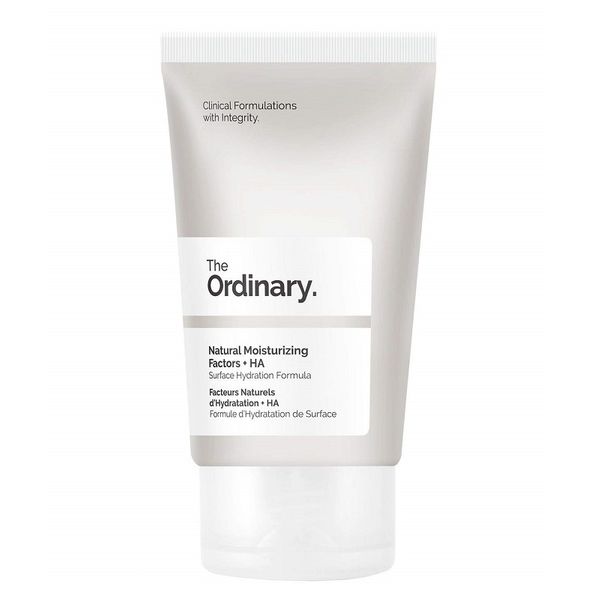 Clinical Formulations
with Integrity.
The
Ordinary.
Natural Moisturizing
Factors + HA
Surface Hydration Formula
Facteurs Naturels
d'Hydratation + HA
Formule d'Hydratation de Surface